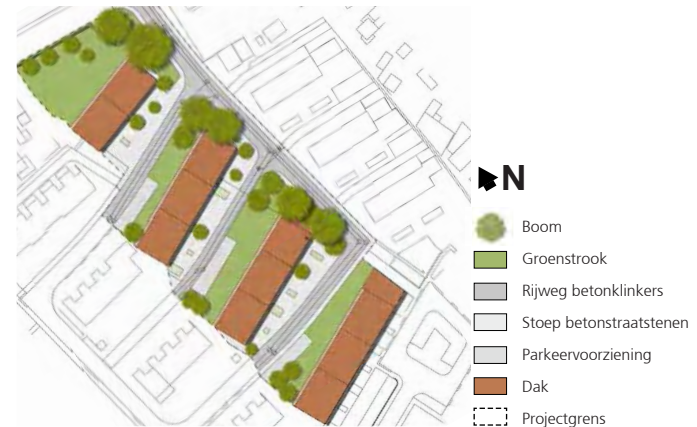 N
Boom
Groenstrook
Rijweg betonklinkers
Stoep betonstraatstenen
Parkeervoorziening
Dak
Projectgrens